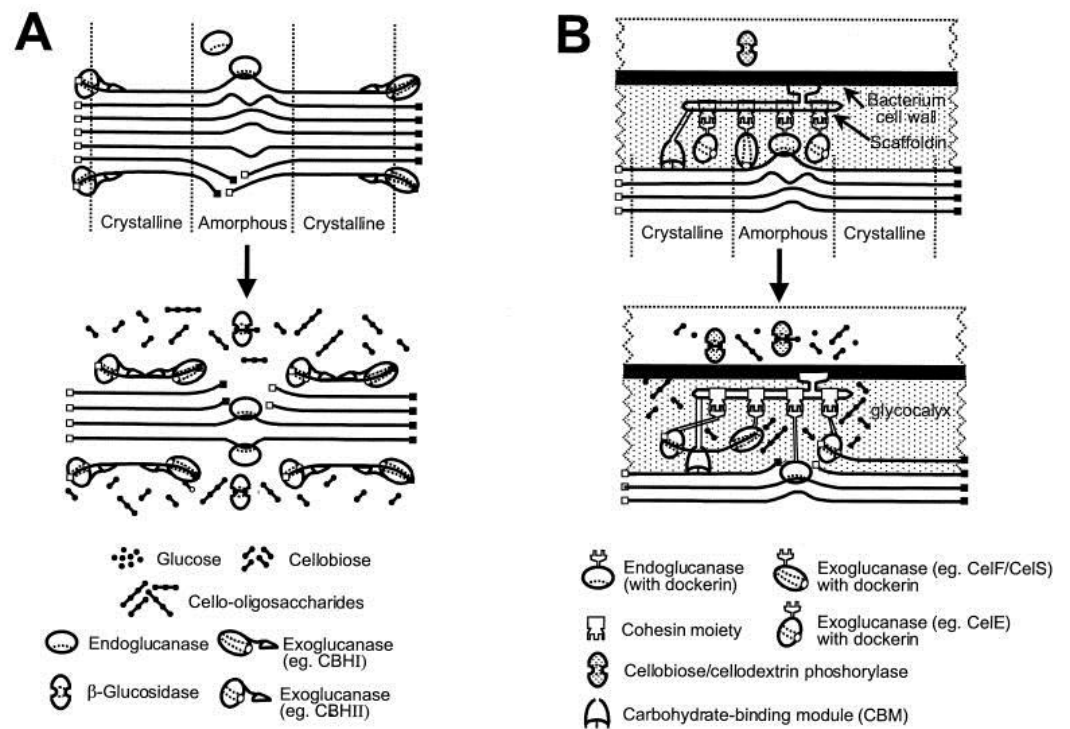 A
Crystalline
Amorphous
Crystalline
Glucose
Cellobiose
Cello-oligosaccharides
Endoglucanase
Exoglucanase
(eg. CBHI)
β-Glucosidase
Exoglucanase
(eg. CBHII)
B
Bacterium
cell wall
Scaffoldin
Crystalline
Amorphous
Crystalline
glycocalyx
Endoglucanase
(with dockerin)
Exoglucanase (eg. CelF/CelS)
with dockerin
Cohesin moiety
Exoglucanase (eg. CelE)
with dockerin
Cellobiose/cellodextrin phoshorylase
Carbohydrate-binding module (CBM)